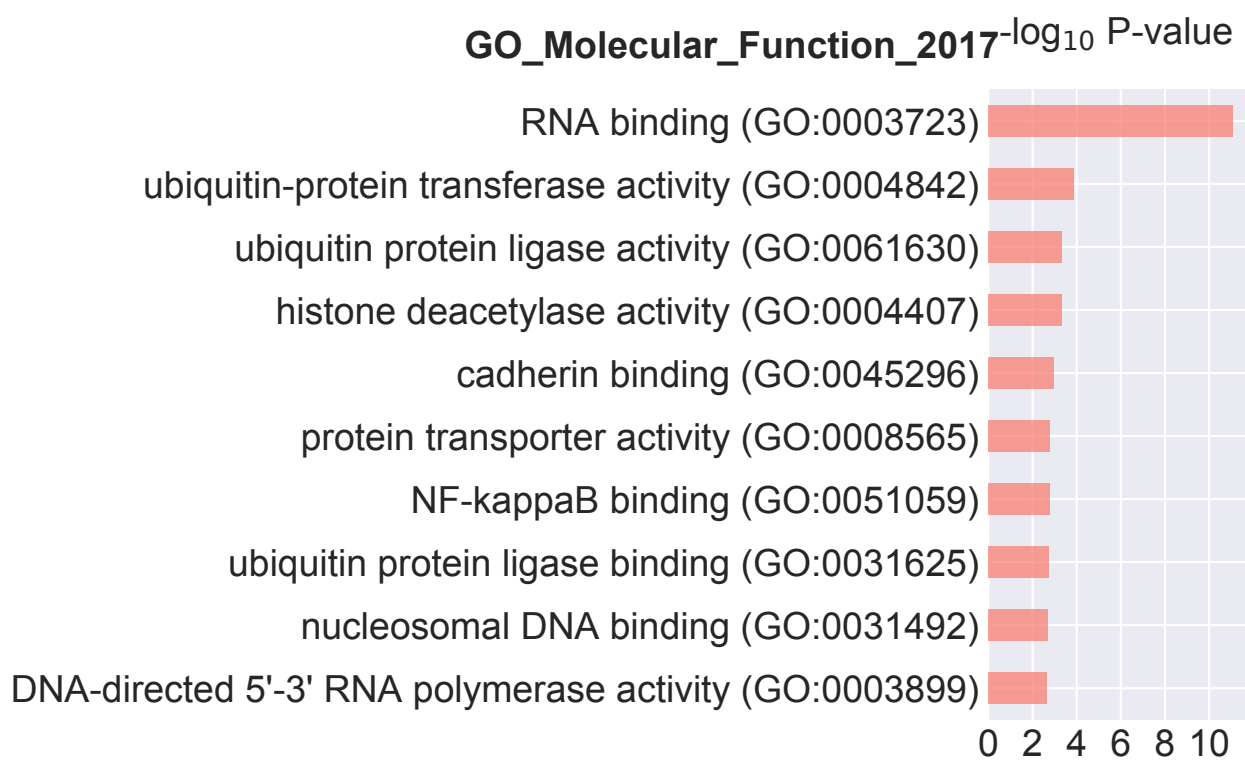 GO_Molecular_Function_2017 -log10 P-value
RNA binding (GO:0003723)
ubiquitin-protein transferase activity (GO:0004842)
ubiquitin protein ligase activity (GO:0061630)
histone deacetylase activity (GO:0004407)
cadherin binding (GO:0045296)
protein transporter activity (GO:0008565)
NF-kappaB binding (GO:0051059)
ubiquitin protein ligase binding (GO:0031625)
nucleosomal DNA binding (GO:0031492)
DNA-directed 5'-3' RNA polymerase activity (GO:0003899)
0 2 4 6 8 10